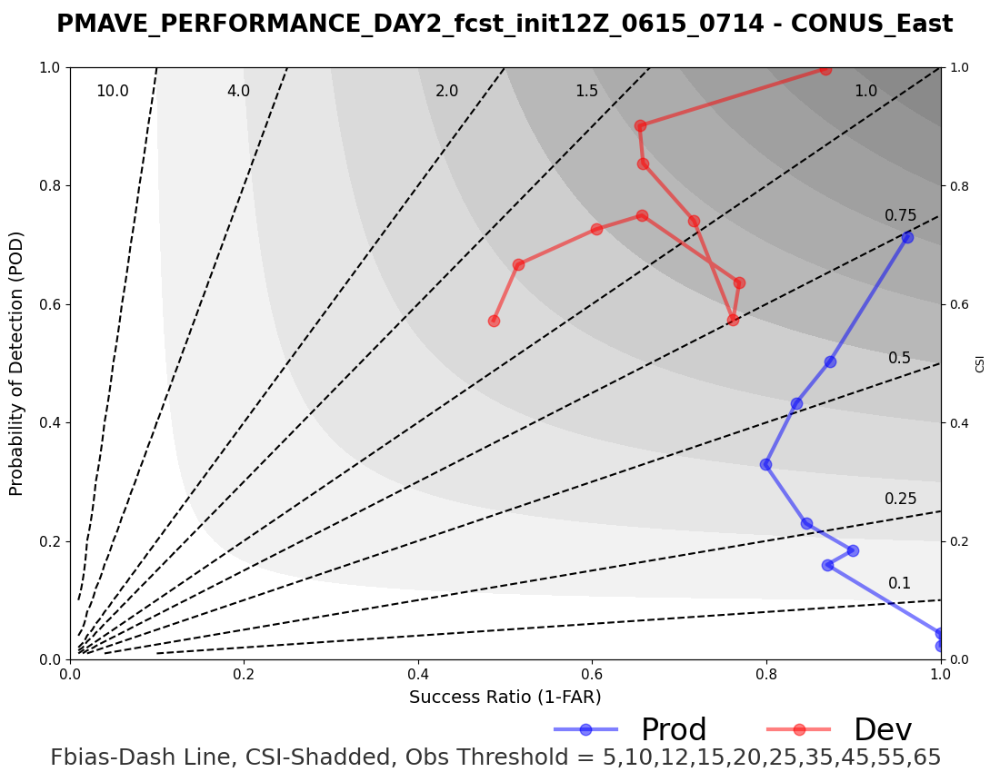 PMAVE_PERFORMANCE_DAY2_fcst_init12Z_0615_0714 - CONUS_East
1.0 1.0
10.0 4.0 2.0 1.5 1.0
0.8 0.8
0.75
0.6 0.6
0.5
Probability of Detection (POD)
CSI
0.4 0.4
0.25
0.2 0.2
0.1
0.0 0.0
0.0 0.2 0.4 0.6 0.8 1.0
Success Ratio (1-FAR)
Prod Dev
Fbias-Dash Line, CSI-Shadded, Obs Threshold = 5,10,12,15,20,25,35,45,55,65